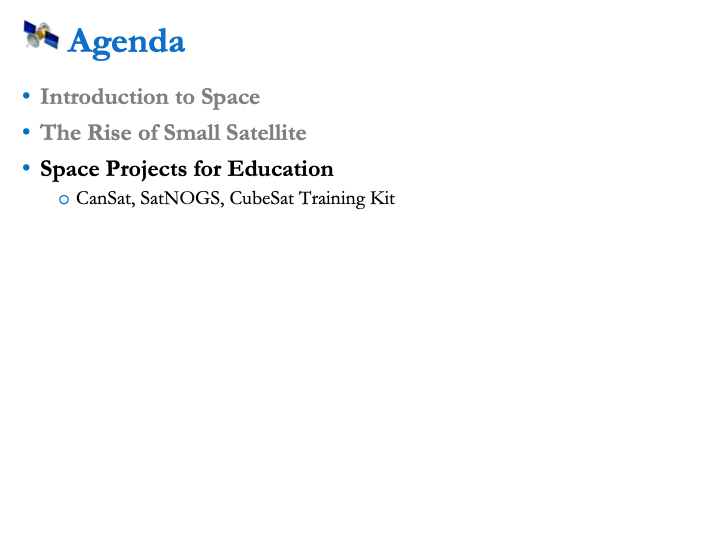 Agenda
• Introduction to Space
• The Rise of Small Satellite
• Space Projects for Education
o CanSat, SatNOGS, CubeSat Training Kit